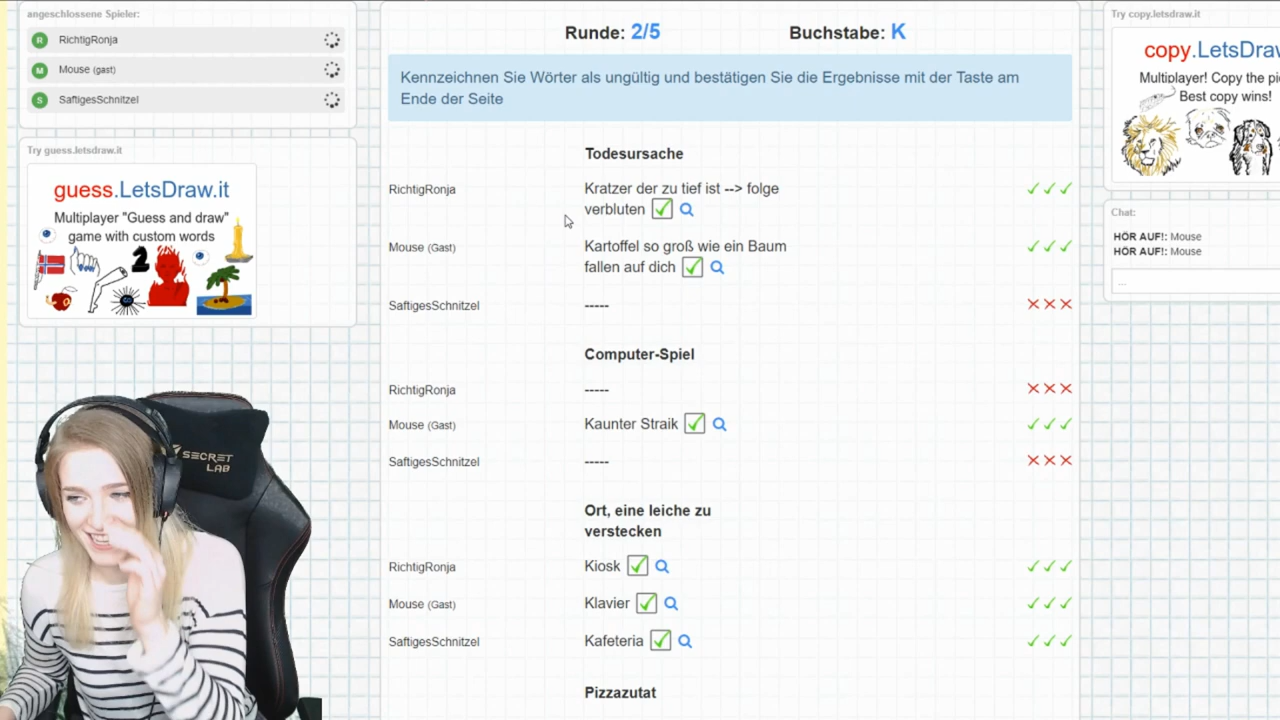 angeschlossene Spieler:
R RichtigRonja
M Mouse (gast)
S SaftigesSchnitzel
Try guess.letsdraw.it
guess.LetsDraw.it
Multiplayer "Guess and draw"
game with custom words
2
SECRET
LAB
Runde: 2/5 Buchstabe: K
Kennzeichnen Sie Wörter als ungültig und bestätigen Sie die Ergebnisse mit der Taste am
Ende der Seite
Todesursache
RichtigRonja Kratzer der zu tief ist --> folge
verbluten
Mouse (Gast) Kartoffel so groß wie ein Baum
fallen auf dich
SaftigesSchnitzel -----
Computer-Spiel
RichtigRonja -----
Mouse (Gast) Kaunter Straik
SaftigesSchnitzel -----
Ort, eine leiche zu
verstecken
RichtigRonja Kiosk
Mouse (Gast) Klavier
SaftigesSchnitzel Kafeteria
Pizzazutat
Try copy.letsdraw.it
copy.LetsDraw
Multiplayer! Copy the pi
Best copy wins!
Chat:
HÖR AUF!: Mouse
HÖR AUF!: Mouse
...